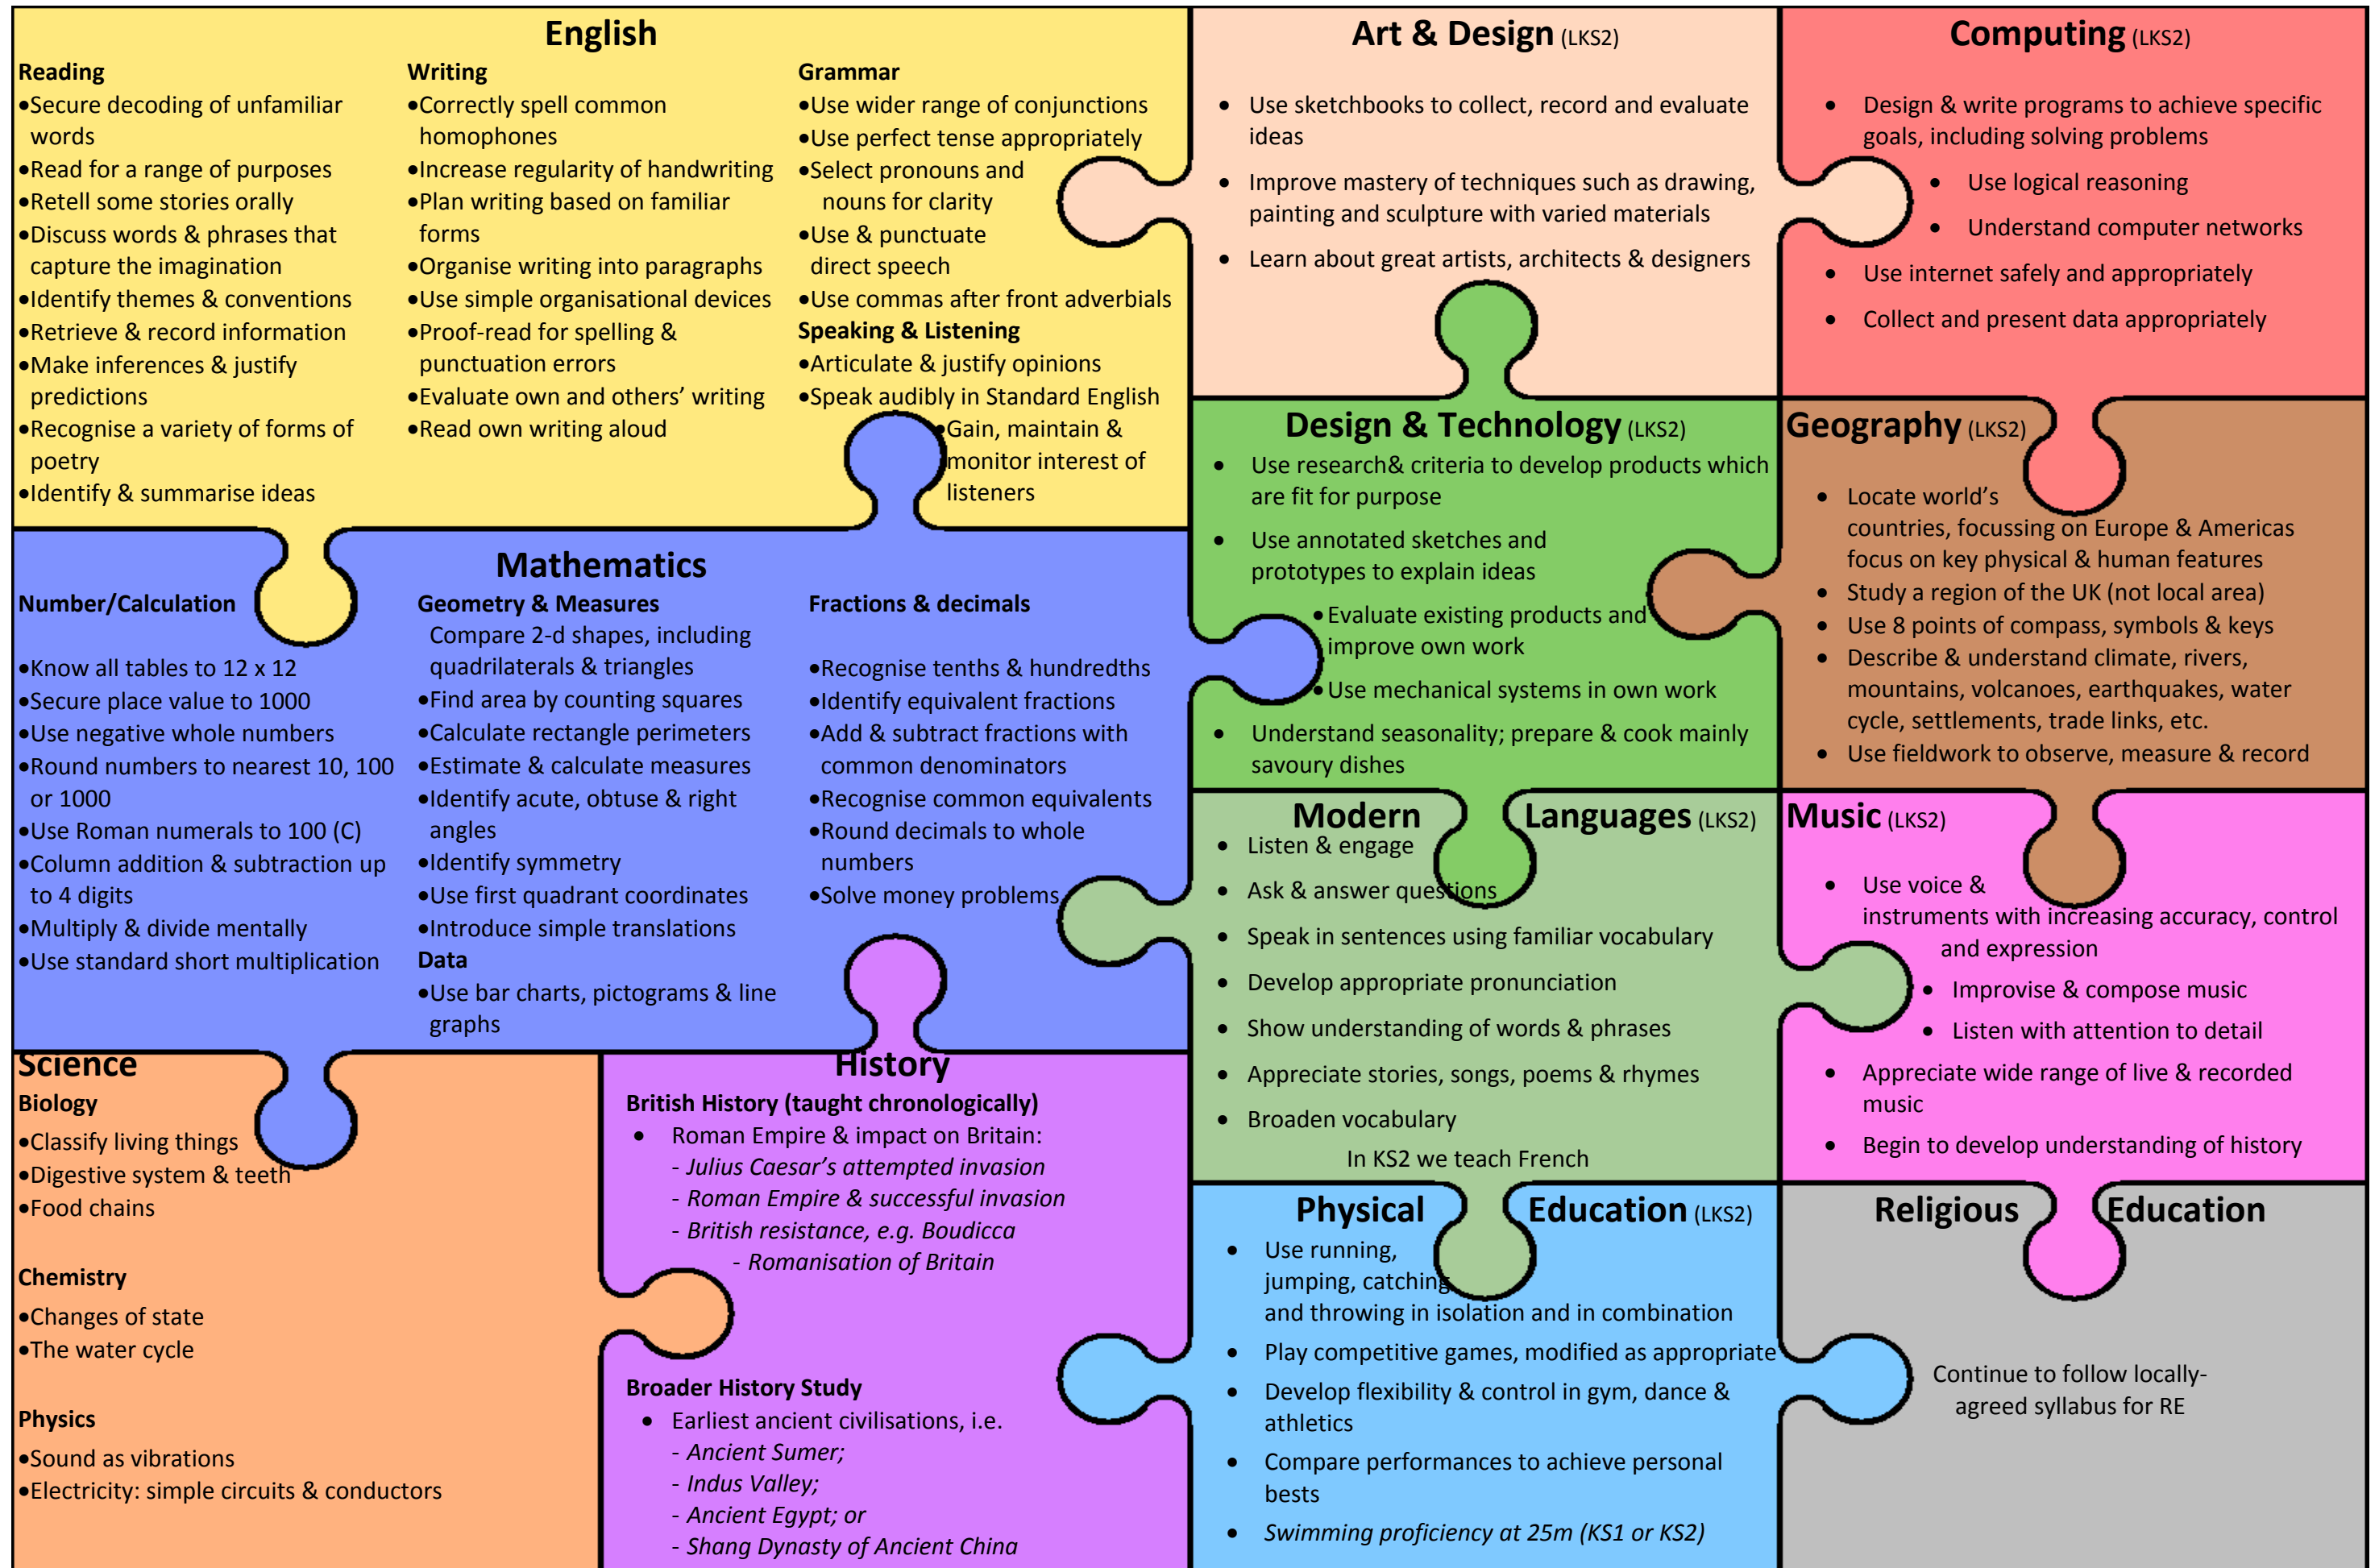 English
Reading
•Secure decoding of unfamiliar
words
•Read for a range of purposes
•Retell some stories orally
•Discuss words & phrases that
capture the imagination
•Identify themes & conventions
•Retrieve & record information
•Make inferences & justify
predictions
•Recognise a variety of forms of
poetry
•Identify & summarise ideas
Writing
•Correctly spell common
homophones
•Increase regularity of handwriting
•Plan writing based on familiar
forms
•Organise writing into paragraphs
•Use simple organisational devices
•Proof-read for spelling &
punctuation errors
•Evaluate own and others’ writing
•Read own writing aloud
Grammar
•Use wider range of conjunctions
•Use perfect tense appropriately
•Select pronouns and
nouns for clarity
•Use & punctuate
direct speech
•Use commas after front adverbials
Speaking & Listening
•Articulate & justify opinions
•Speak audibly in Standard English
•Gain, maintain &
monitor interest of
listeners
Art & Design (LKS2)
• Use sketchbooks to collect, record and evaluate
ideas
• Improve mastery of techniques such as drawing,
painting and sculpture with varied materials
• Learn about great artists, architects & designers
Computing (LKS2)
• Design & write programs to achieve specific
goals, including solving problems
• Use logical reasoning
• Understand computer networks
• Use internet safely and appropriately
• Collect and present data appropriately
Mathematics
Number/Calculation
•Know all tables to 12 x 12
•Secure place value to 1000
•Use negative whole numbers
•Round numbers to nearest 10, 100
or 1000
•Use Roman numerals to 100 (C)
•Column addition & subtraction up
to 4 digits
•Multiply & divide mentally
•Use standard short multiplication
Geometry & Measures
Compare 2-d shapes, including
quadrilaterals & triangles
•Find area by counting squares
•Calculate rectangle perimeters
•Estimate & calculate measures
•Identify acute, obtuse & right
angles
•Identify symmetry
•Use first quadrant coordinates
•Introduce simple translations
Data
•Use bar charts, pictograms & line
graphs
Fractions & decimals
•Recognise tenths & hundredths
•Identify equivalent fractions
•Add & subtract fractions with
common denominators
•Recognise common equivalents
•Round decimals to whole
numbers
•Solve money problems
Design & Technology (LKS2)
• Use research& criteria to develop products which
are fit for purpose
• Use annotated sketches and
prototypes to explain ideas
•Evaluate existing products and
improve own work
•Use mechanical systems in own work
• Understand seasonality; prepare & cook mainly
savoury dishes
Geography (LKS2)
• Locate world’s
countries, focussing on Europe & Americas
focus on key physical & human features
• Study a region of the UK (not local area)
• Use 8 points of compass, symbols & keys
• Describe & understand climate, rivers,
mountains, volcanoes, earthquakes, water
cycle, settlements, trade links, etc.
• Use fieldwork to observe, measure & record
Modern Languages (LKS2)
• Listen & engage
• Ask & answer questions
• Speak in sentences using familiar vocabulary
• Develop appropriate pronunciation
• Show understanding of words & phrases
• Appreciate stories, songs, poems & rhymes
• Broaden vocabulary
In KS2 we teach French
Music (LKS2)
• Use voice &
instruments with increasing accuracy, control
and expression
• Improvise & compose music
• Listen with attention to detail
• Appreciate wide range of live & recorded
music
• Begin to develop understanding of history
Science
Biology
•Classify living things
•Digestive system & teeth
•Food chains
Chemistry
•Changes of state
•The water cycle
Physics
•Sound as vibrations
•Electricity: simple circuits & conductors
History
British History (taught chronologically)
• Roman Empire & impact on Britain:
- Julius Caesar’s attempted invasion
- Roman Empire & successful invasion
- British resistance, e.g. Boudicca
- Romanisation of Britain
Broader History Study
• Earliest ancient civilisations, i.e.
- Ancient Sumer;
- Indus Valley;
- Ancient Egypt; or
- Shang Dynasty of Ancient China
Physical Education (LKS2)
• Use running,
jumping, catching
and throwing in isolation and in combination
• Play competitive games, modified as appropriate
• Develop flexibility & control in gym, dance &
athletics
• Compare performances to achieve personal
bests
• Swimming proficiency at 25m (KS1 or KS2)
Religious Education
Continue to follow locally-
agreed syllabus for RE